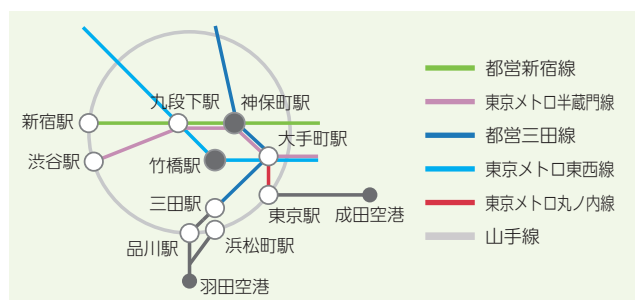 九段下駅
神保町駅
新宿駅
大手町駅
渋谷駅
竹橋駅
三田駅
東京駅
成田空港
品川駅
浜松町駅
羽田空港
都営新宿線
東京メトロ半蔵門線
都営三田線
東京メトロ東西線
東京メトロ丸ノ内線
山手線